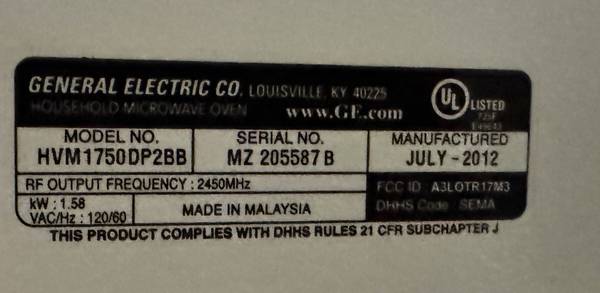 GENERAL ELECTRIC CO. LOUISVILLE, KY 40225
HOUSEHOLD MICROWAVE OVEN www.GE.com
UL LISTED
MODEL NO. SERIAL NO. MANUFACTURED
HVM1750DP2BB MZ 205587 B JULY - 2012
RF OUTPUT FREQUENCY : 2450MHz FCC ID : A3LOTR17M3
kW : 1.58 DHHS Code : SEMA
VAC/Hz : 120/60 MADE IN MALAYSIA
THIS PRODUCT COMPLIES WITH DHHS RULES 21 CFR SUBCHAPTER J